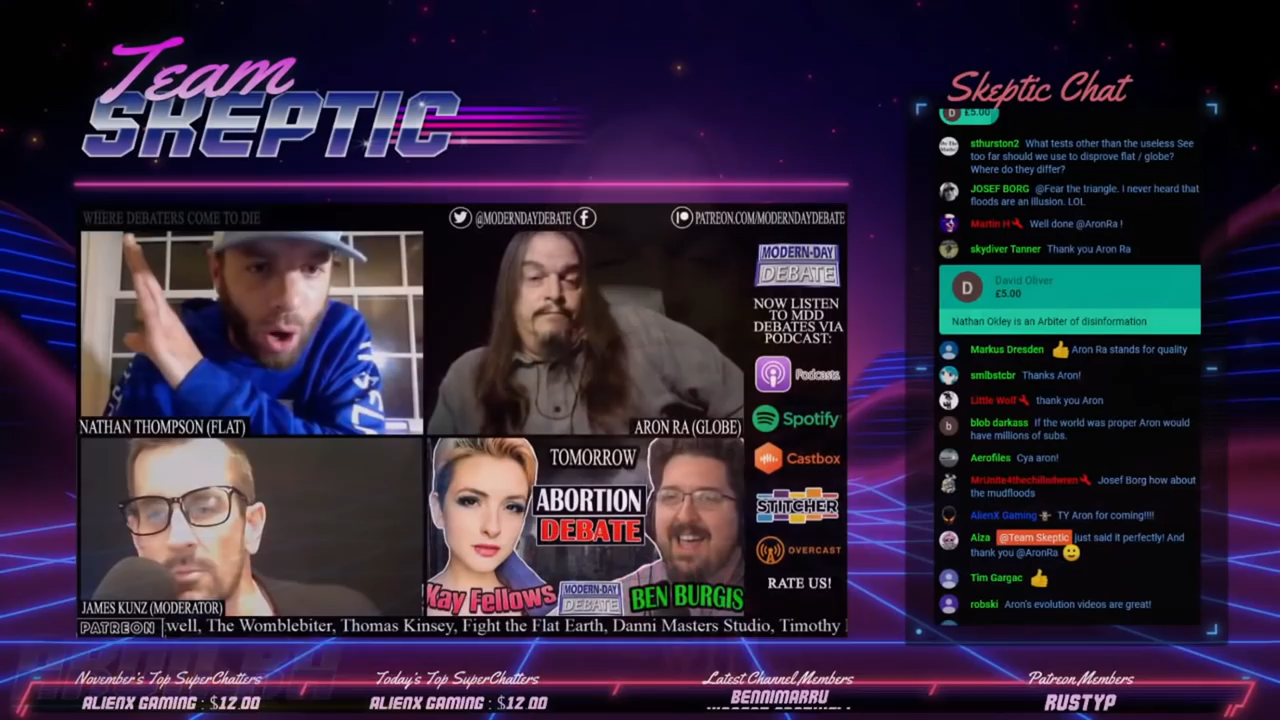 Team
SKEPTIC
WHERE DEBATERS COME TO DIE
@MODERNDAYDEBATE
PATREON.COM/MODERNDAYDEBATE
NATHAN THOMPSON (FLAT)
ARON RA (GLOBE)
JAMES KUNZ (MODERATOR)
TOMORROW
ABORTION
DEBATE
Kay Fellows
MODERN-DAY
DEBATE
BEN BURGIS
MODERN-DAY
DEBATE
NOW LISTEN
TO MDD
DEBATES VIA
PODCAST:
Podcasts
Spotify
Castbox
STITCHER
OVERCAST
RATE US!
PATREON
well, The Womblebiter, Thomas Kinsey, Fight the Flat Earth, Danni Masters Studio, Timothy
Skeptic Chat
D £5.00
sthurston2 What tests other than the useless See
too far should we use to disprove flat / globe?
Where do they differ?
JOSEF BORG @Fear the triangle. I never heard that
floods are an illusion. LOL
Martin H Well done @AronRa !
skydiver Tanner Thank you Aron Ra
D
David Oliver
£5.00
Nathan Okley is an Arbiter of disinformation
Markus Dresden 👍 Aron Ra stands for quality
smlbstcbr Thanks Aron!
Little Wolf thank you Aron
b blob darkass If the world was proper Aron would
have millions of subs.
Aerofiles Cya aron!
MrUnite4thechilledwren Josef Borg how about
the mudfloods
AlienX Gaming TY Aron for coming!!!!
Alza @Team Skeptic just said it perfectly! And
thank you @AronRa 🙂
Tim Gargac 👍
robski Aron's evolution videos are great!
November's Top SuperChatters
ALIENX GAMING : $12.00
Today's Top SuperChatters
ALIENX GAMING : $12.00
Latest Channel Members
BENNIMARRU
Patreon Members
RUSTYP